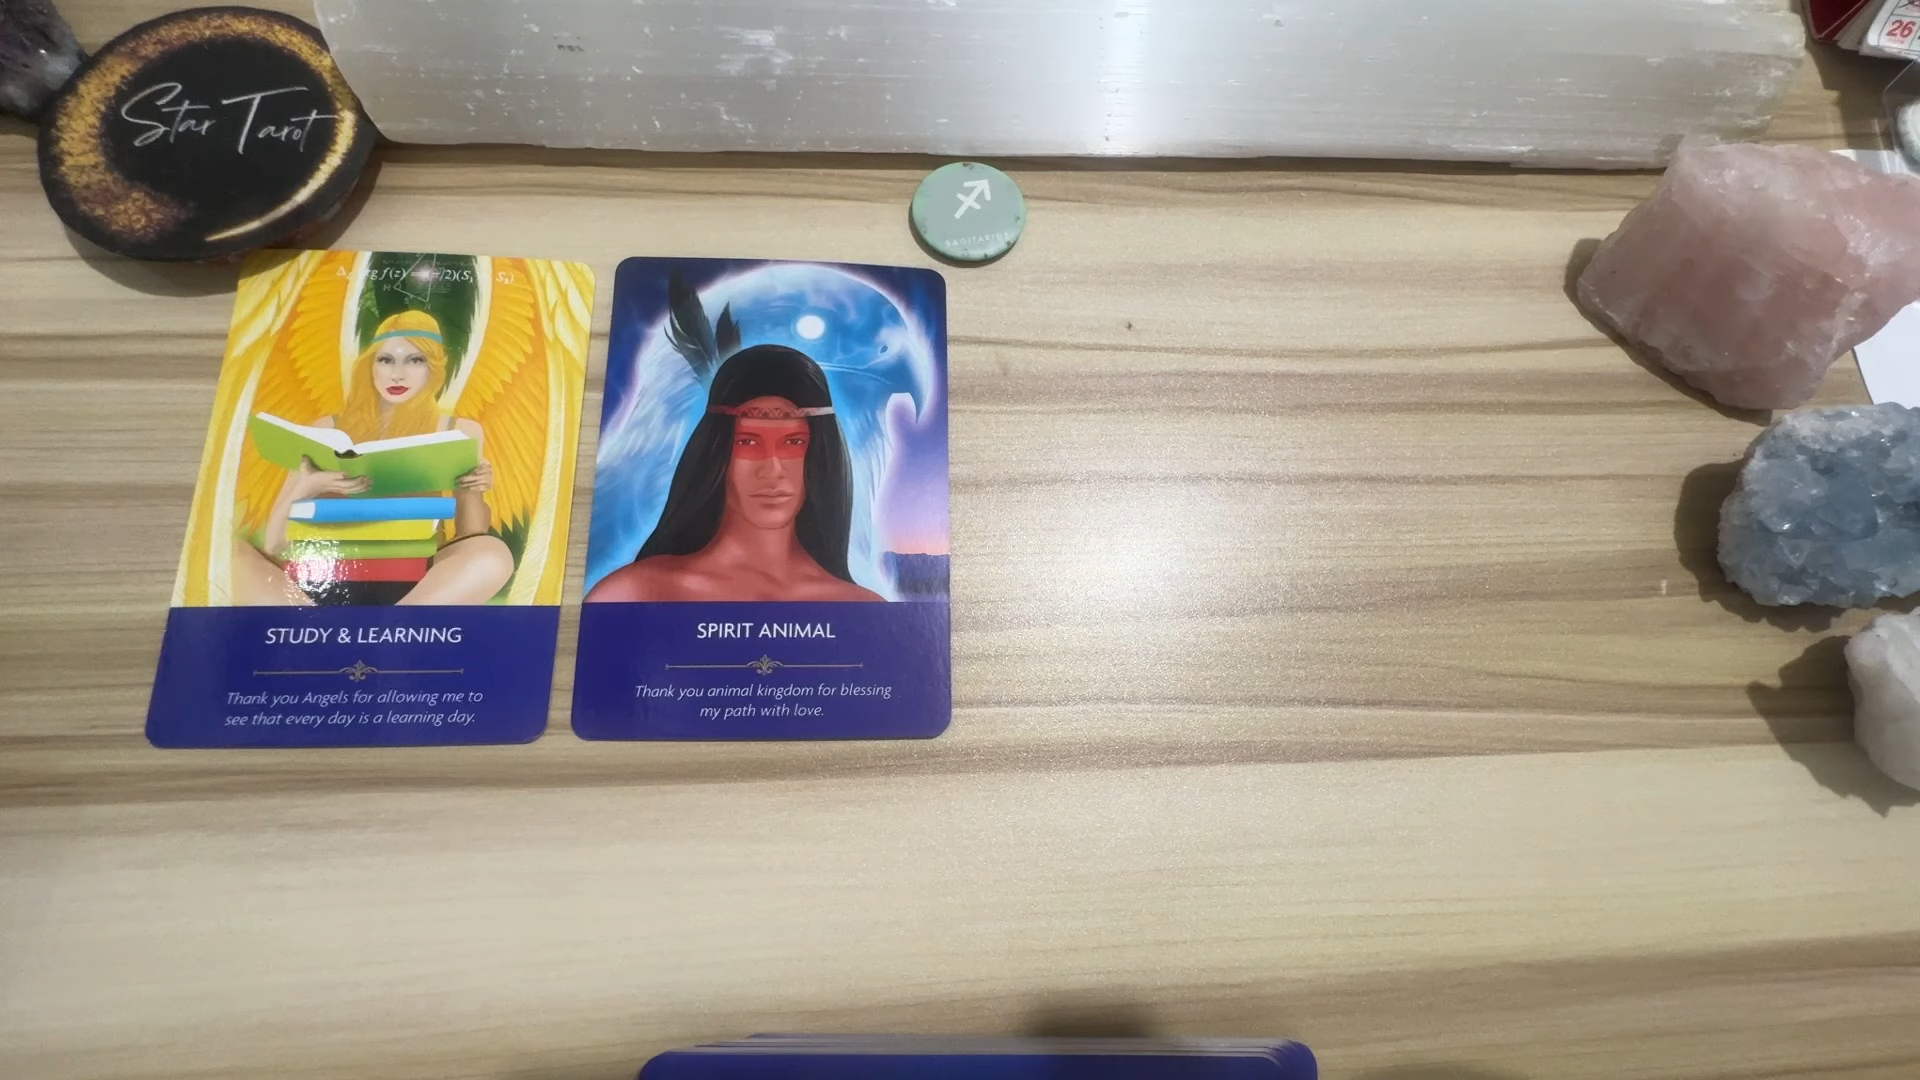 Star Tarot
26
SAGITARIUS
STUDY & LEARNING
Thank you Angels for allowing me to
see that every day is a learning day.
SPIRIT ANIMAL
Thank you animal kingdom for blessing
my path with love.